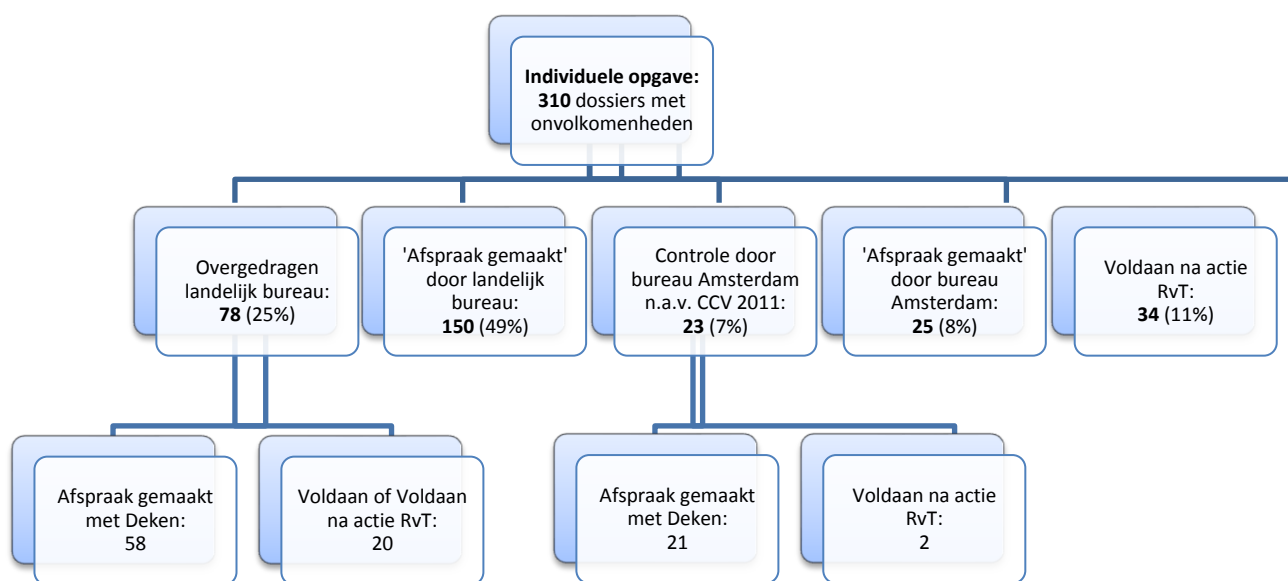 Individuele opgave:
310 dossiers met
onvolkomenheden
Overgedragen
landelijk bureau:
78 (25%)
'Afspraak gemaakt'
door landelijk
bureau:
150 (49%)
Controle door
bureau Amsterdam
n.a.v. CCV 2011:
23 (7%)
'Afspraak gemaakt'
door bureau
Amsterdam:
25 (8%)
Voldaan na actie
RvT:
34 (11%)
Afspraak gemaakt
met Deken:
58
Voldaan of Voldaan
na actie RvT:
20
Afspraak gemaakt
met Deken:
21
Voldaan na actie
RvT:
2